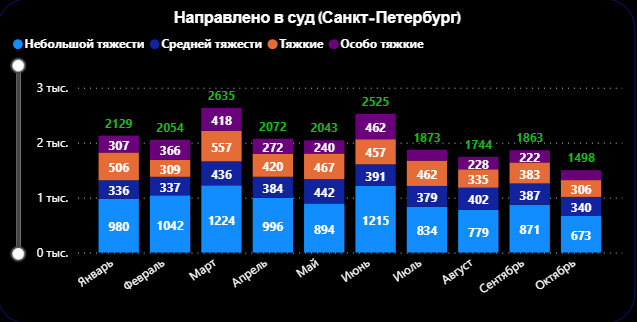 Направлено в суд (Санкт-Петербург)
Небольшой тяжести Средней тяжести Тяжкие Особо тяжкие
3 тыс.
2 тыс.
1 тыс.
0 тыс.
2129 2054 2635 2072 2043 2525 1873 1744 1863 1498
307 366 418 272 240 462 228 222
506 309 557 420 467 457 462 335 383 306
336 337 436 384 442 391 379 402 387 340
980 1042 1224 996 894 1215 834 779 871 673
Январь Февраль Март Апрель Май Июнь Июль Август Сентябрь Октябрь